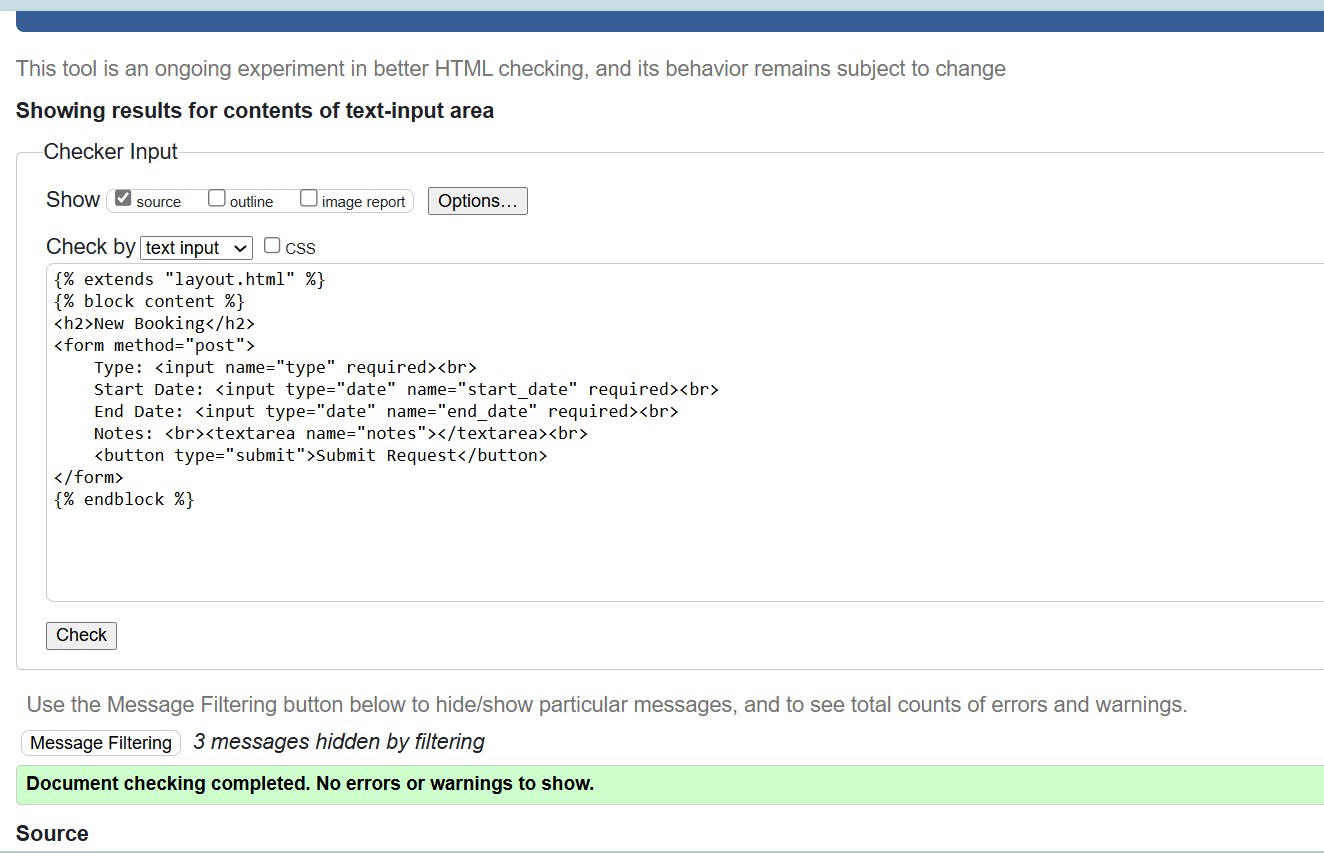 This tool is an ongoing experiment in better HTML checking, and its behavior remains subject to change
Showing results for contents of text-input area
Checker Input
Show source outline image report Options...
Check by text input CSS
{% extends "layout.html" %}
{% block content %}
<h2>New Booking</h2>
<form method="post">
    Type: <input name="type" required><br>
    Start Date: <input type="date" name="start_date" required><br>
    End Date: <input type="date" name="end_date" required><br>
    Notes: <br><textarea name="notes"></textarea><br>
    <button type="submit">Submit Request</button>
</form>
{% endblock %}
Check
Use the Message Filtering button below to hide/show particular messages, and to see total counts of errors and warnings.
Message Filtering 3 messages hidden by filtering
Document checking completed. No errors or warnings to show.
Source